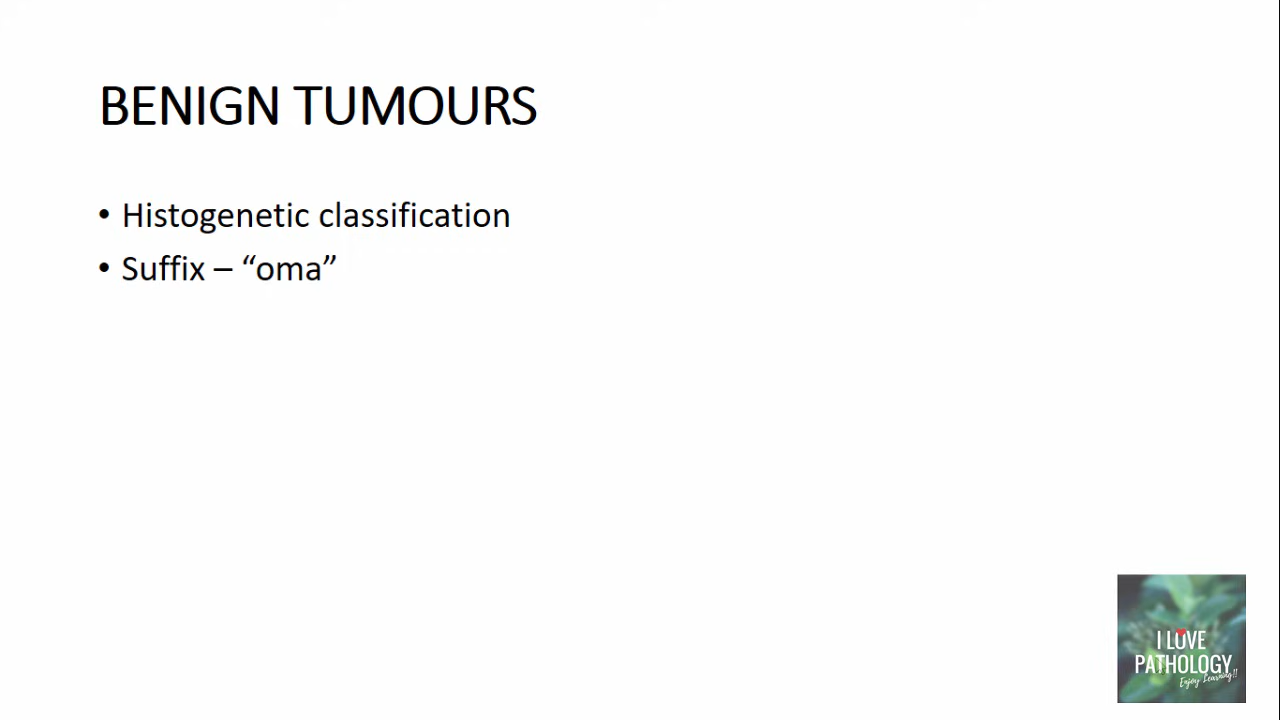 BENIGN TUMOURS
• Histogenetic classification
• Suffix – “oma”
I LOVE
PATHOLOGY
Enjoy Learning!!